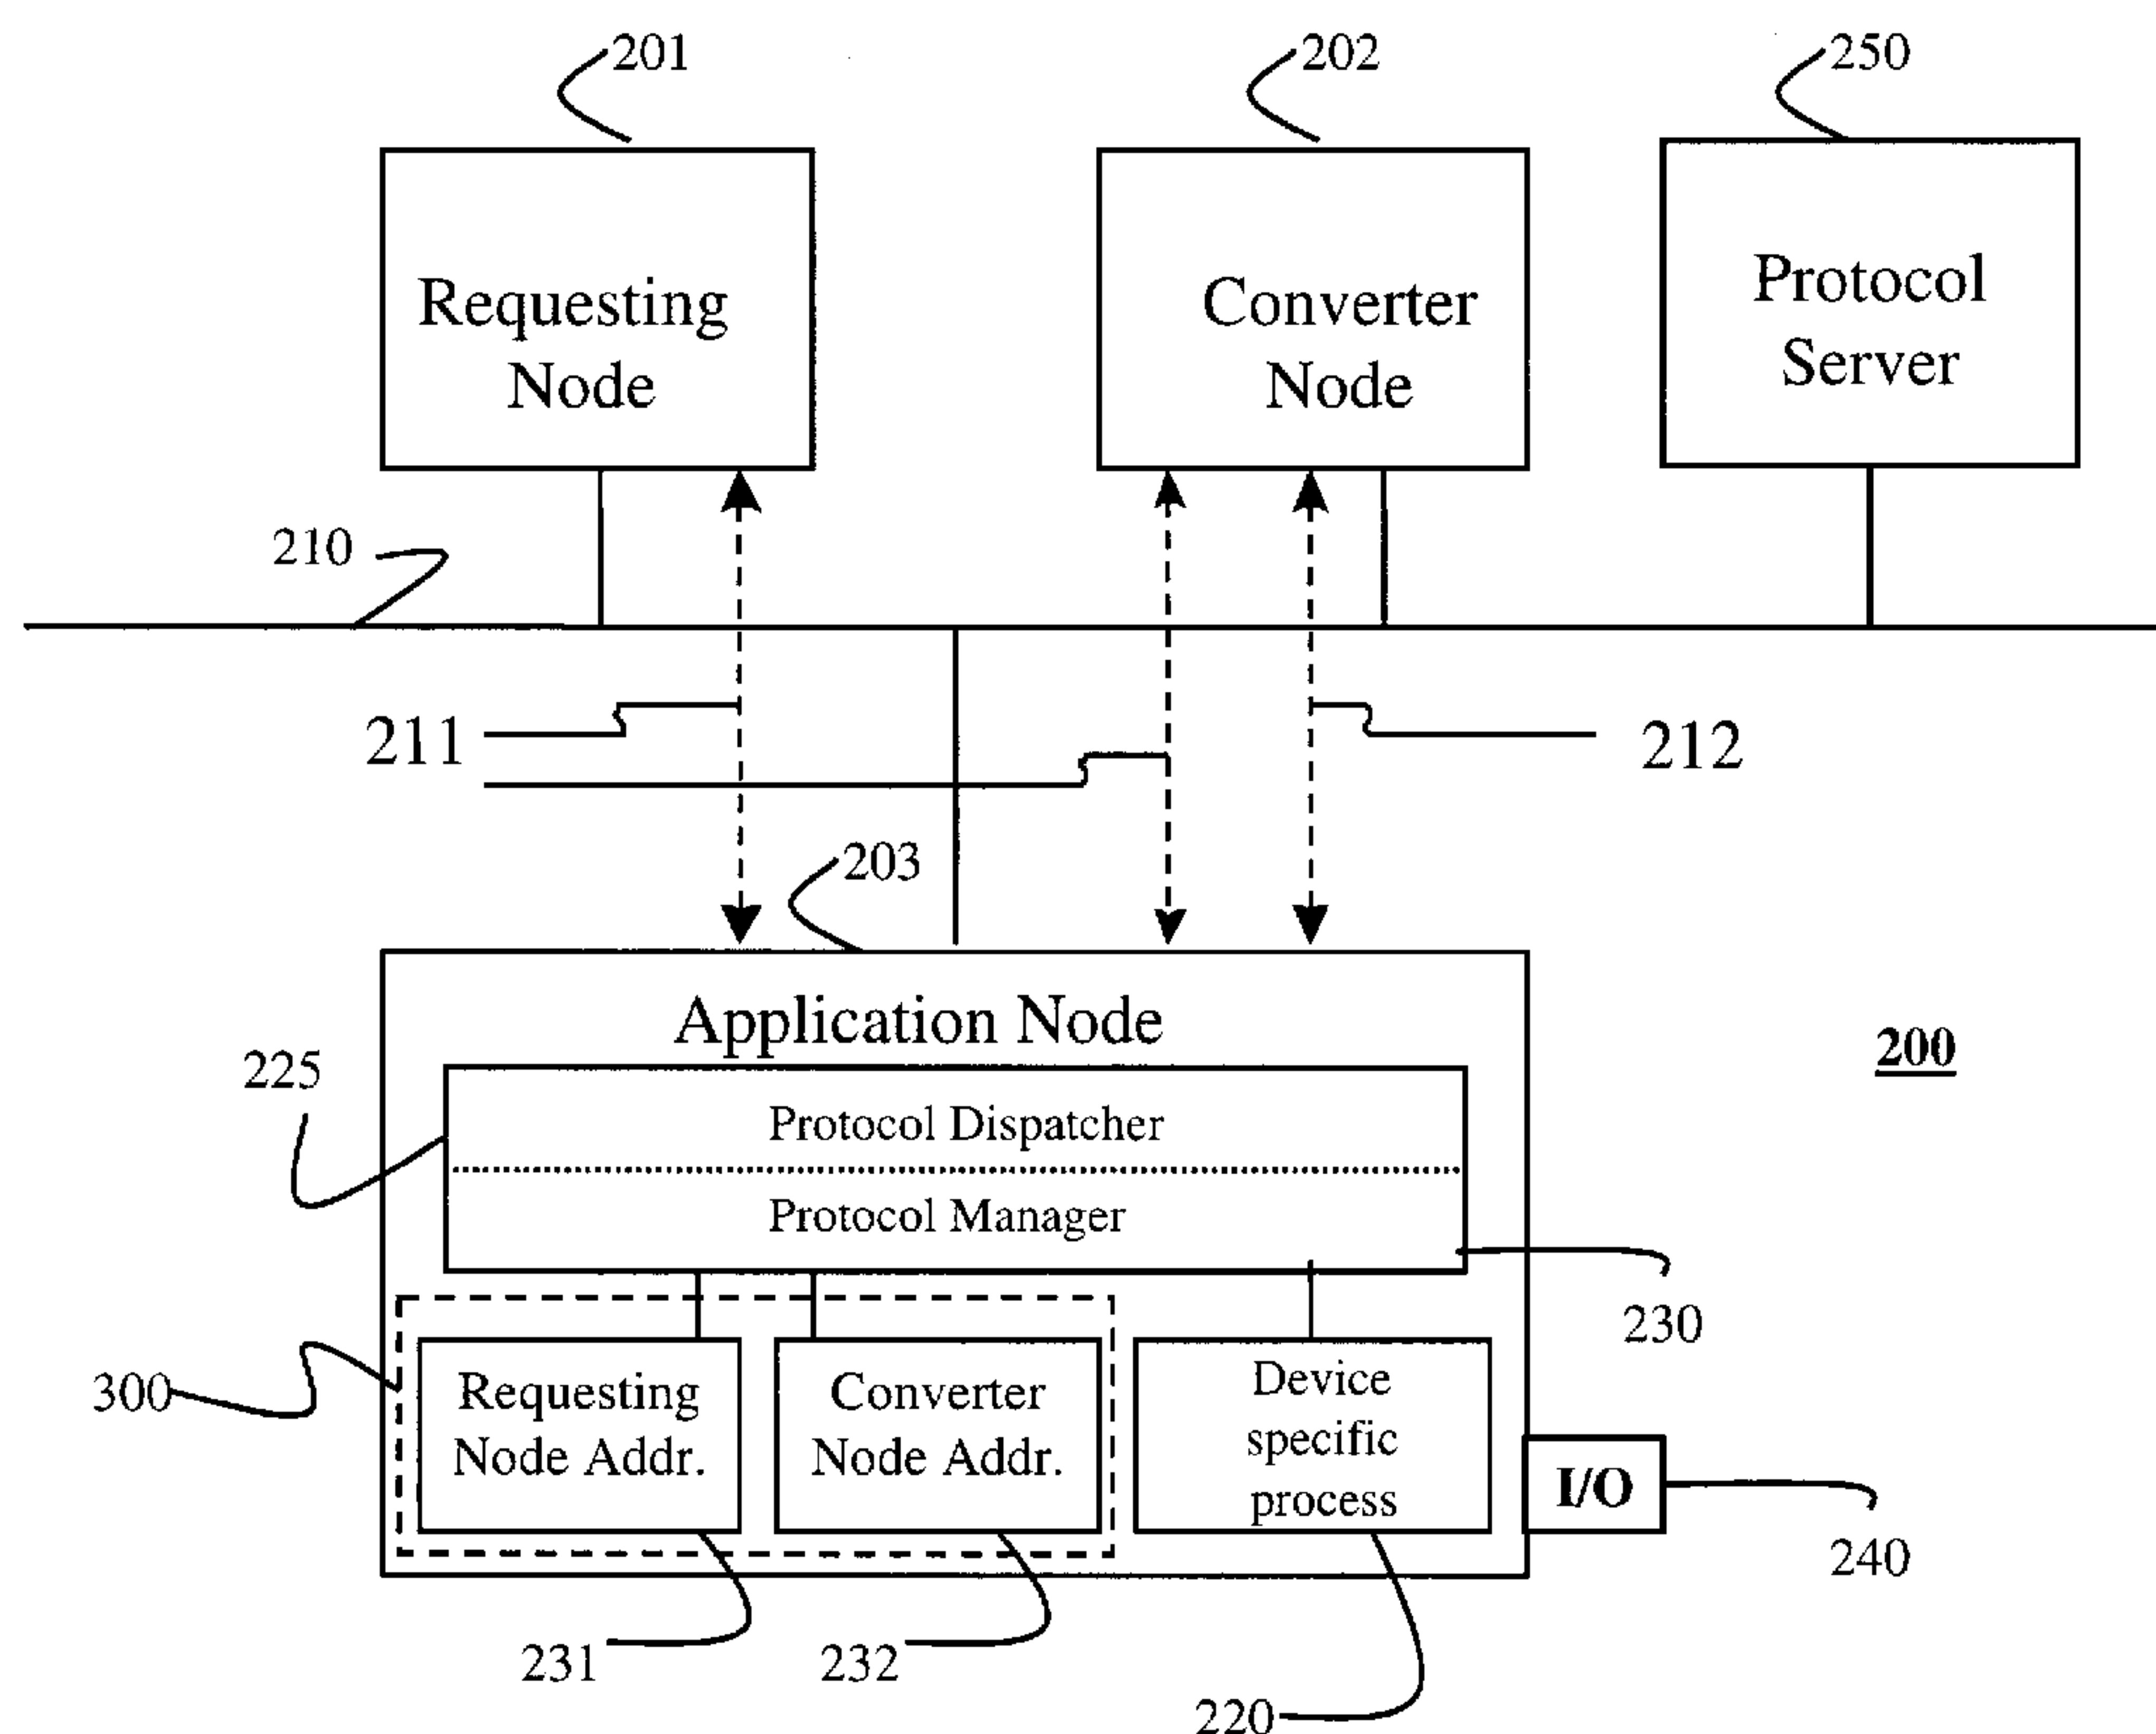 201
202
250
Requesting
Node
Converter
Node
Protocol
Server
210
211
212
203
Application Node
200
225
Protocol Dispatcher
Protocol Manager
230
300
Requesting
Node Addr.
Converter
Node Addr.
Device
specific
process
I/O
240
231
232
220